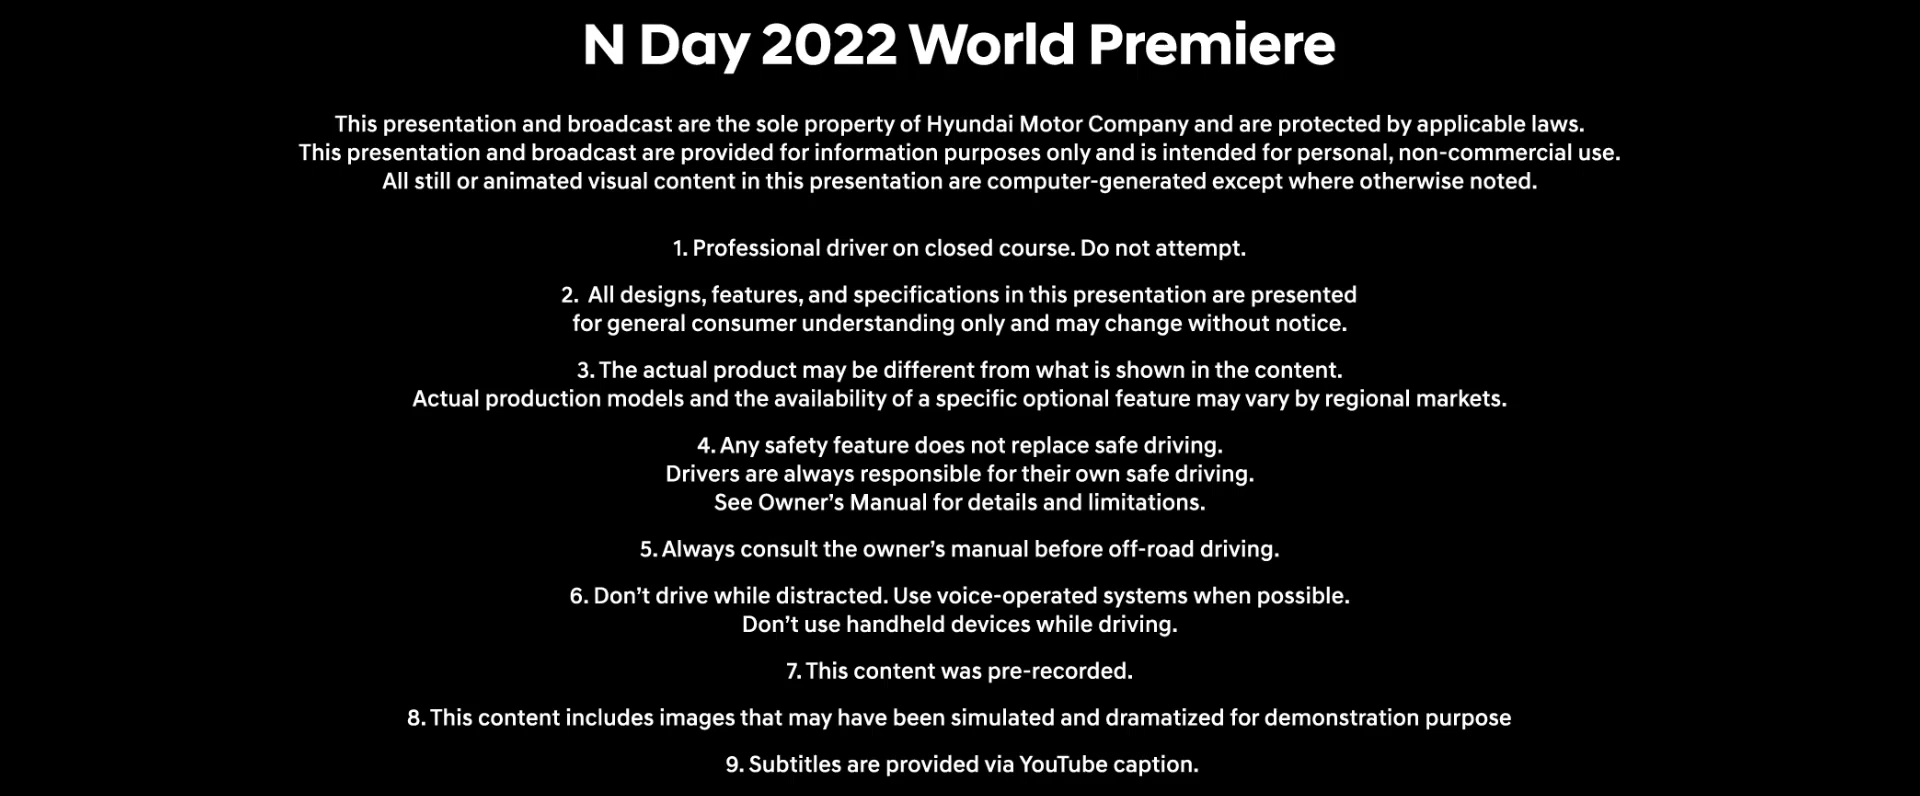 N Day 2022 World Premiere
This presentation and broadcast are the sole property of Hyundai Motor Company and are protected by applicable laws.
This presentation and broadcast are provided for information purposes only and is intended for personal, non-commercial use.
All still or animated visual content in this presentation are computer-generated except where otherwise noted.
1. Professional driver on closed course. Do not attempt.
2. All designs, features, and specifications in this presentation are presented
for general consumer understanding only and may change without notice.
3. The actual product may be different from what is shown in the content.
Actual production models and the availability of a specific optional feature may vary by regional markets.
4. Any safety feature does not replace safe driving.
Drivers are always responsible for their own safe driving.
See Owner’s Manual for details and limitations.
5. Always consult the owner’s manual before off-road driving.
6. Don’t drive while distracted. Use voice-operated systems when possible.
Don’t use handheld devices while driving.
7. This content was pre-recorded.
8. This content includes images that may have been simulated and dramatized for demonstration purpose
9. Subtitles are provided via YouTube caption.